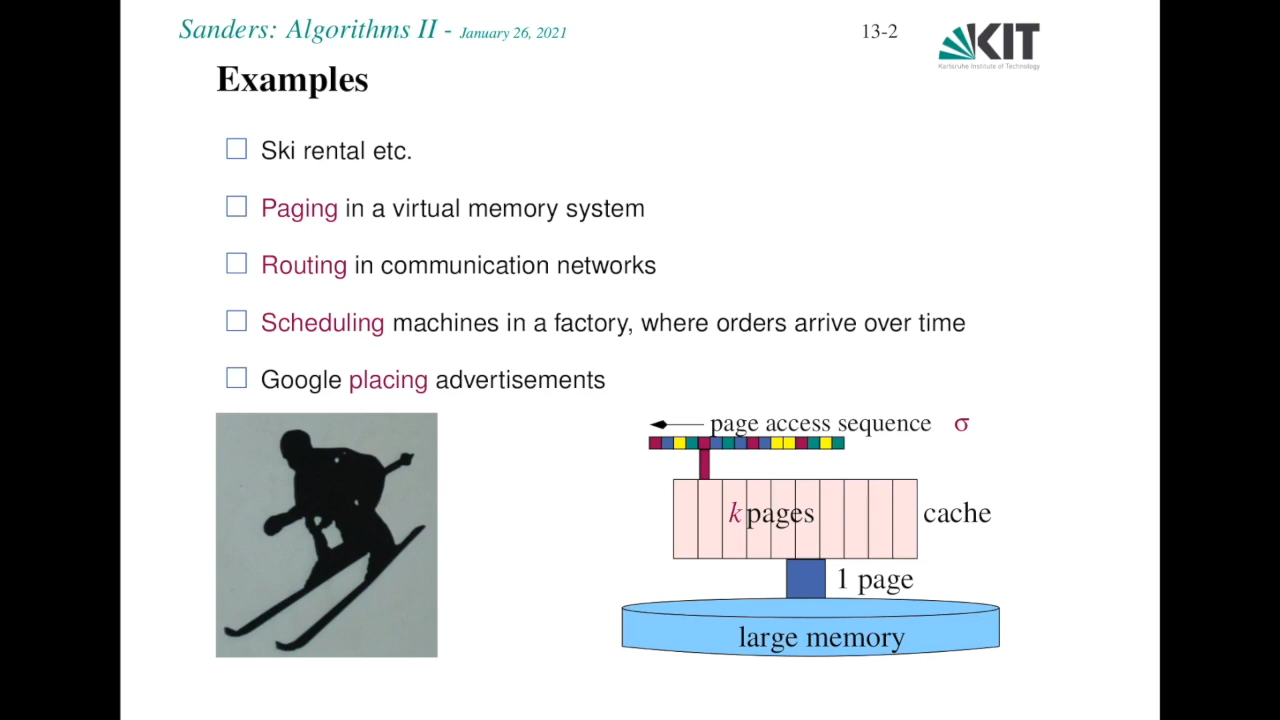 Sanders: Algorithms II - January 26, 2021
13-2
KIT
Karlsruhe Institute of Technology
Examples
Ski rental etc.
Paging in a virtual memory system
Routing in communication networks
Scheduling machines in a factory, where orders arrive over time
Google placing advertisements
page access sequence σ
k pages
cache
1 page
large memory